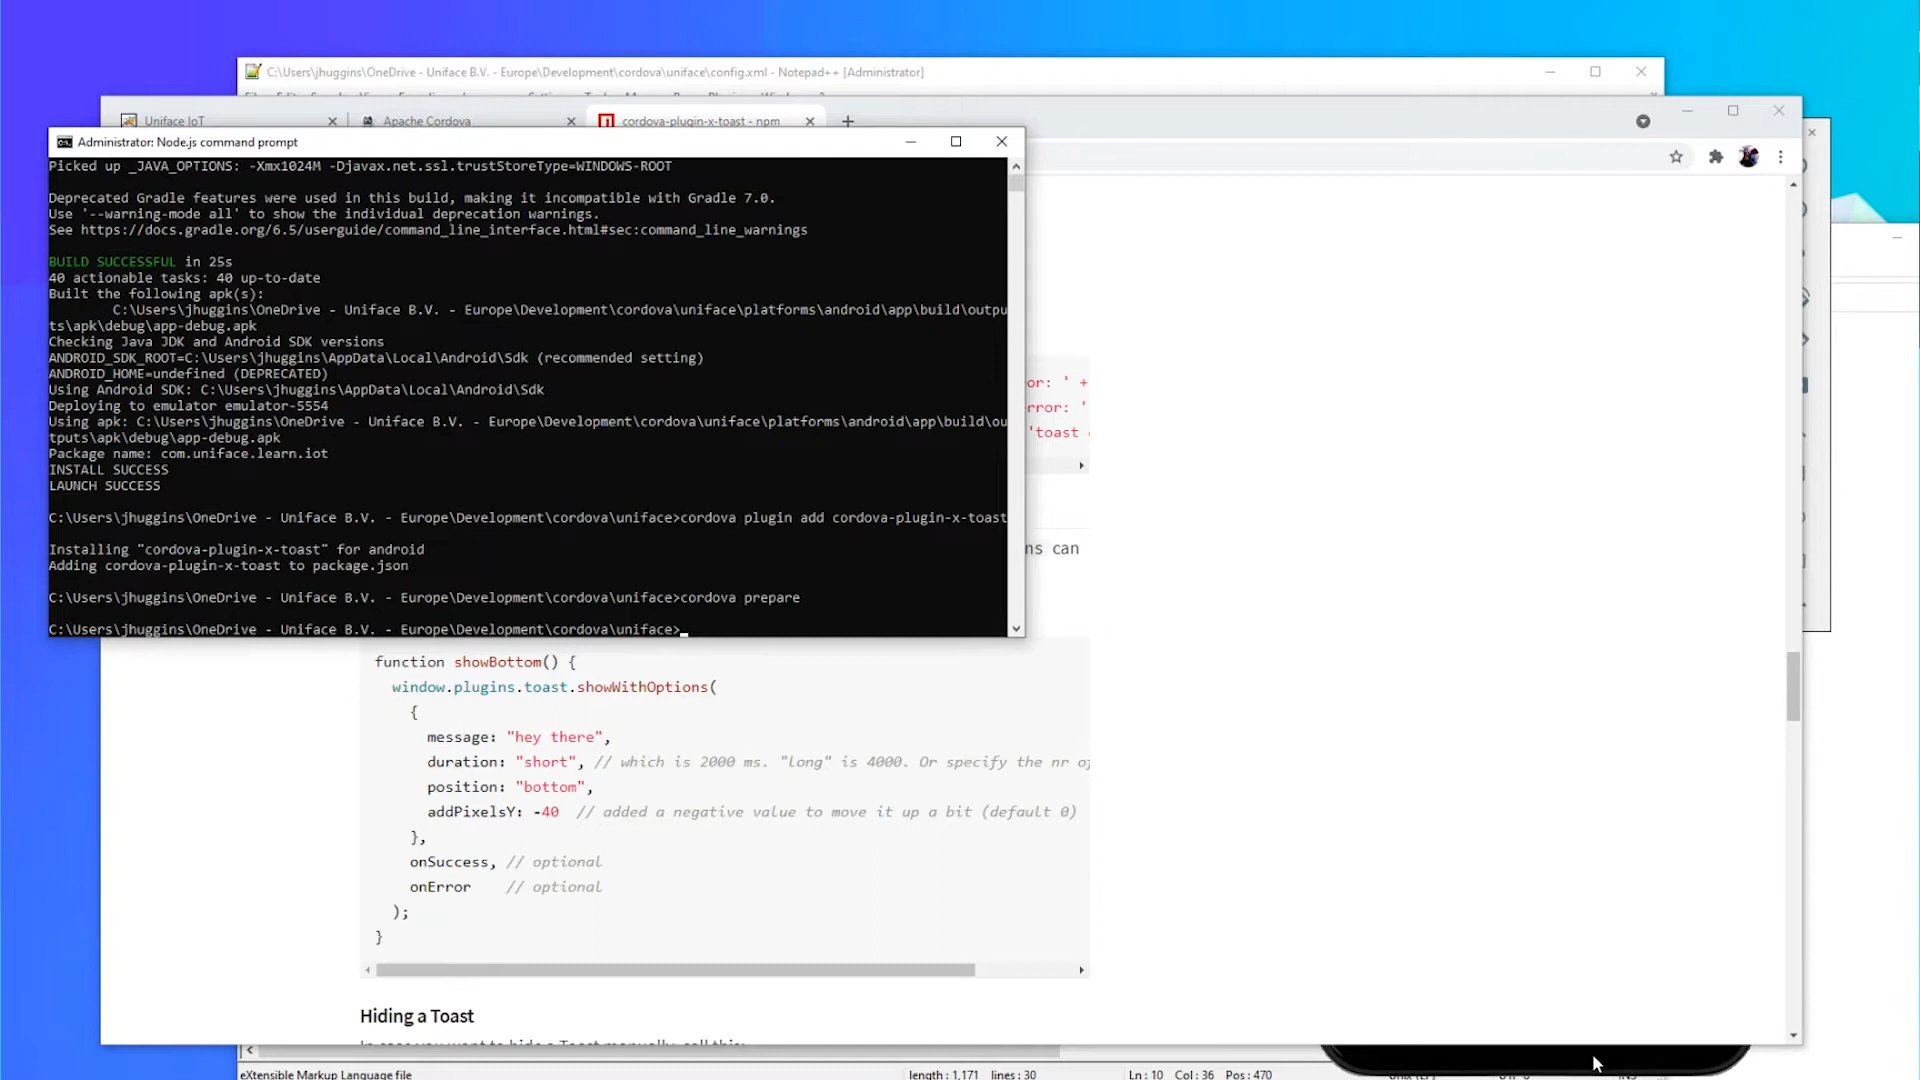 C:\Users\jhuggins\OneDrive - Uniface B.V. - Europe\Development\cordova\uniface\config.xml - Notepad++ [Administrator]
Uniface IoT
Apache Cordova
cordova-plugin-x-toast - npm
Administrator: Node.js command prompt
Picked up _JAVA_OPTIONS: -Xmx1024M -Djavax.net.ssl.trustStoreType=WINDOWS-ROOT
Deprecated Gradle features were used in this build, making it incompatible with Gradle 7.0.
Use '--warning-mode all' to show the individual deprecation warnings.
See https://docs.gradle.org/6.5/userguide/command_line_interface.html#sec:command_line_warnings
BUILD SUCCESSFUL in 25s
40 actionable tasks: 40 up-to-date
Built the following apk(s):
C:\Users\jhuggins\OneDrive - Uniface B.V. - Europe\Development\cordova\uniface\platforms\android\app\build\outpu
ts\apk\debug\app-debug.apk
Checking Java JDK and Android SDK versions
ANDROID_SDK_ROOT=C:\Users\jhuggins\AppData\Local\Android\Sdk (recommended setting)
ANDROID_HOME=undefined (DEPRECATED)
Using Android SDK: C:\Users\jhuggins\AppData\Local\Android\Sdk
Deploying to emulator emulator-5554
Using apk: C:\Users\jhuggins\OneDrive - Uniface B.V. - Europe\Development\cordova\uniface\platforms\android\app\build\ou
tputs\apk\debug\app-debug.apk
Package name: com.uniface.learn.iot
INSTALL SUCCESS
LAUNCH SUCCESS
C:\Users\jhuggins\OneDrive - Uniface B.V. - Europe\Development\cordova\uniface>cordova plugin add cordova-plugin-x-toast
Installing "cordova-plugin-x-toast" for android
Adding cordova-plugin-x-toast to package.json
C:\Users\jhuggins\OneDrive - Uniface B.V. - Europe\Development\cordova\uniface>cordova prepare
C:\Users\jhuggins\OneDrive - Uniface B.V. - Europe\Development\cordova\uniface>_
or: ' +
rror: '
'toast
ns can
function showBottom() {
window.plugins.toast.showWithOptions(
{
message: "hey there",
duration: "short", // which is 2000 ms. "long" is 4000. Or specify the nr of
position: "bottom",
addPixelsY: -40 // added a negative value to move it up a bit (default 0)
},
onSuccess, // optional
onError // optional
);
}
Hiding a Toast
eXtensible Markup Language file
length : 1,171 lines : 30
Ln : 10 Col : 36 Pos : 470